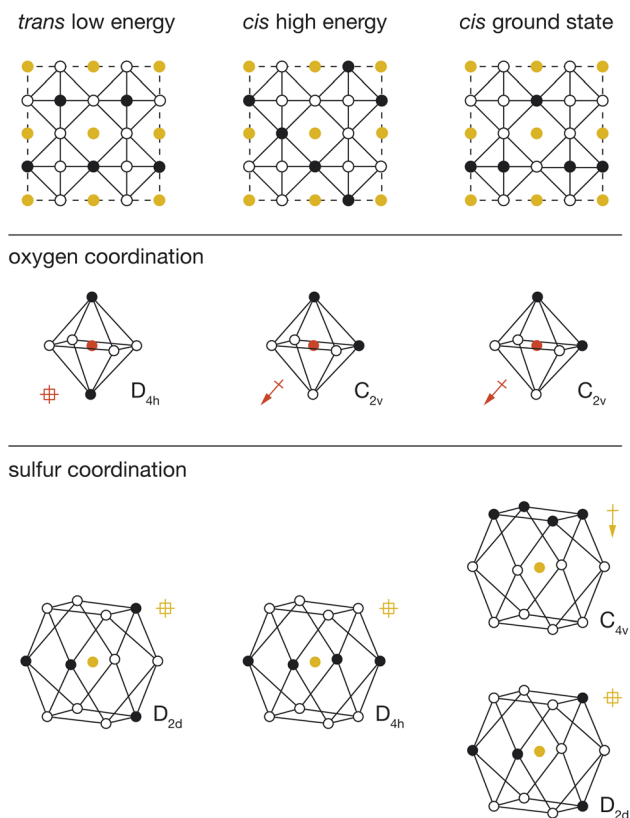 trans low energy
cis high energy
cis ground state
oxygen coordination
D4h
C2v
C2v
sulfur coordination
C4v
D2d
D4h
D2d